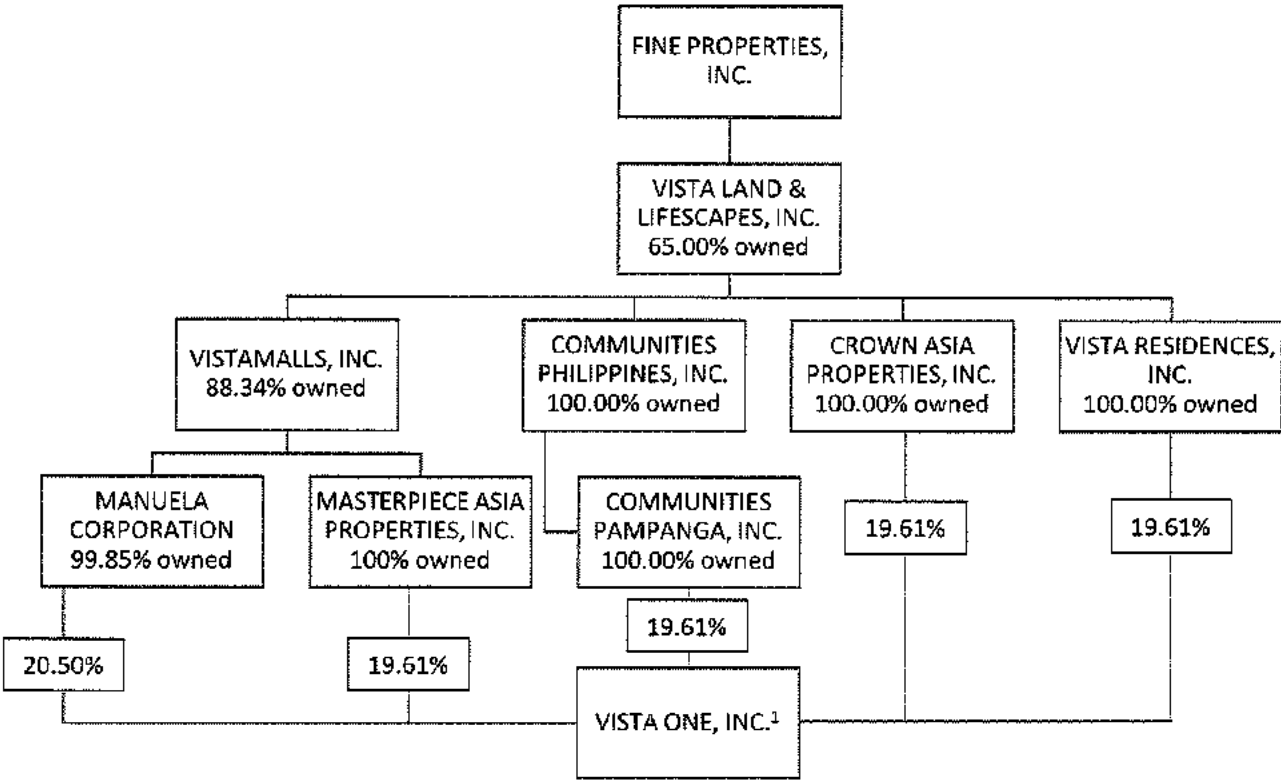 FINE PROPERTIES,
INC.
VISTA LAND &
LIFESCAPES, INC.
65.00% owned
VISTAMALLS, INC.
88.34% owned
COMMUNITIES
PHILIPPINES, INC.
100.00% owned
CROWN ASIA
PROPERTIES, INC.
100.00% owned
VISTA RESIDENCES,
INC.
100.00% owned
MANUELA
CORPORATION
99.85% owned
MASTERPIECE ASIA
PROPERTIES, INC.
100% owned
COMMUNITIES
PAMPANGA, INC.
100.00% owned
19.61%
19.61%
19.61%
20.50%
19.61%
VISTA ONE, INC.¹